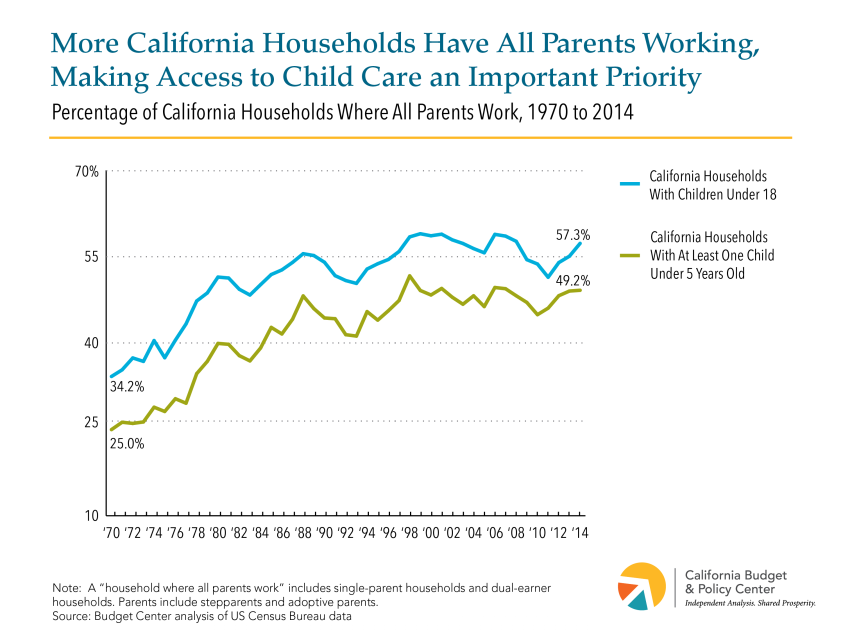 More California Households Have All Parents Working,
Making Access to Child Care an Important Priority
Percentage of California Households Where All Parents Work, 1970 to 2014
70%
55
40
25
10
34.2%
25.0%
57.3%
49.2%
‘70 ‘72 ‘74 ‘76 ‘78 ‘80 ‘82 ‘84 ‘86 ‘88 ‘90 ‘92 ‘94 ‘96 ‘98 ‘00 ‘02 ‘04 ‘06 ‘08 ‘10 ‘12 ‘14
California Households
With Children Under 18
California Households
With At Least One Child
Under 5 Years Old
Note: A “household where all parents work” includes single-parent households and dual-earner
households. Parents include stepparents and adoptive parents.
Source: Budget Center analysis of US Census Bureau data
California Budget
& Policy Center
Independent Analysis. Shared Prosperity.